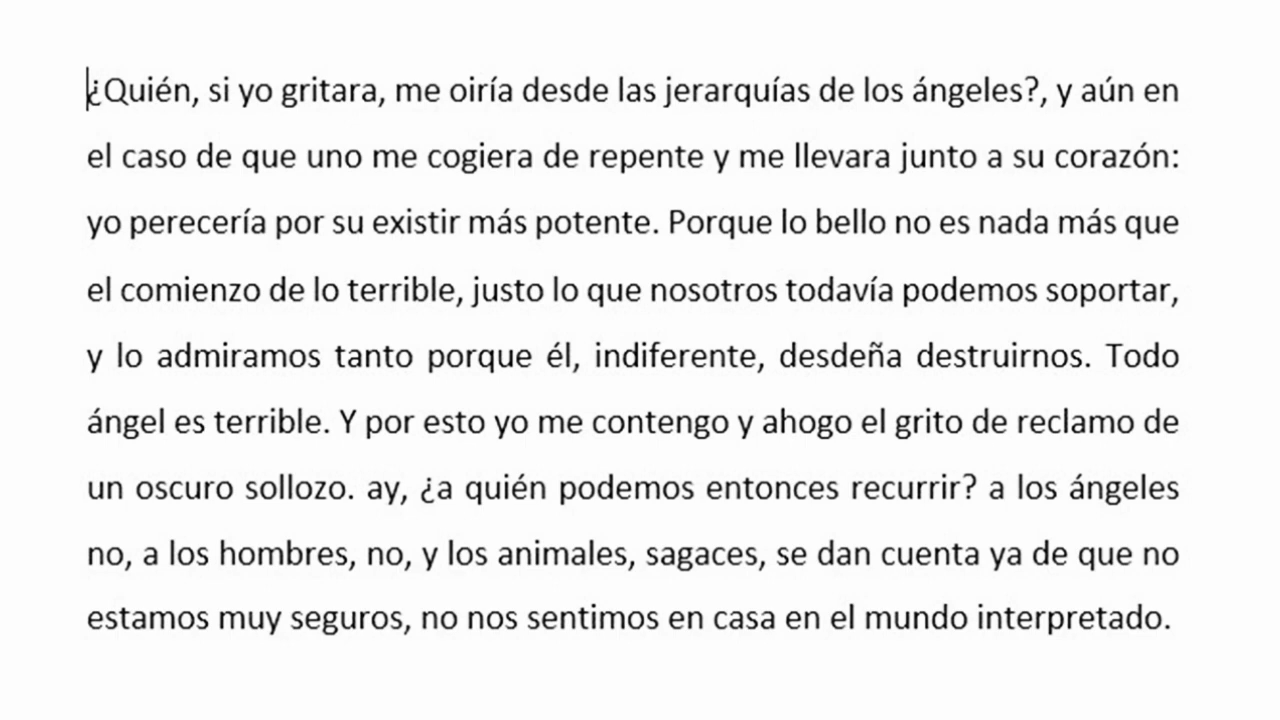 ¿Quién, si yo gritara, me oiría desde las jerarquías de los ángeles?, y aún en
el caso de que uno me cogiera de repente y me llevara junto a su corazón:
yo perecería por su existir más potente. Porque lo bello no es nada más que
el comienzo de lo terrible, justo lo que nosotros todavía podemos soportar,
y lo admiramos tanto porque él, indiferente, desdeña destruirnos. Todo
ángel es terrible. Y por esto yo me contengo y ahogo el grito de reclamo de
un oscuro sollozo. ay, ¿a quién podemos entonces recurrir? a los ángeles
no, a los hombres, no, y los animales, sagaces, se dan cuenta ya de que no
estamos muy seguros, no nos sentimos en casa en el mundo interpretado.